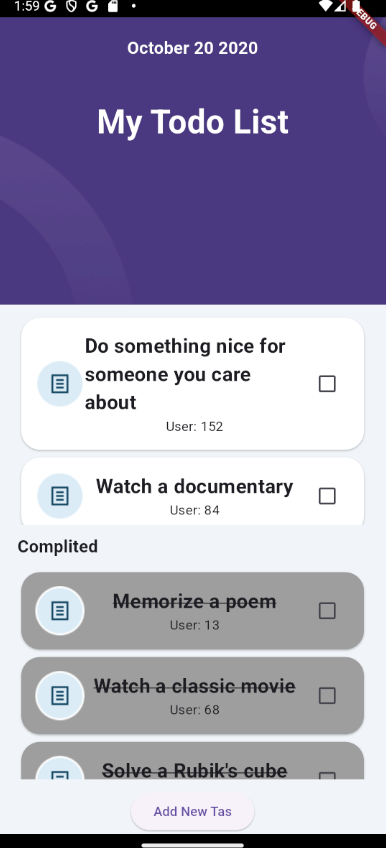 1:59
DEBUG
October 20 2020
My Todo List
Do something nice for
someone you care
about
User: 152
Watch a documentary
User: 84
Complited
Memorize a poem
User: 13
Watch a classic movie
User: 68
Solve a Rubik's cube
Add New Tas